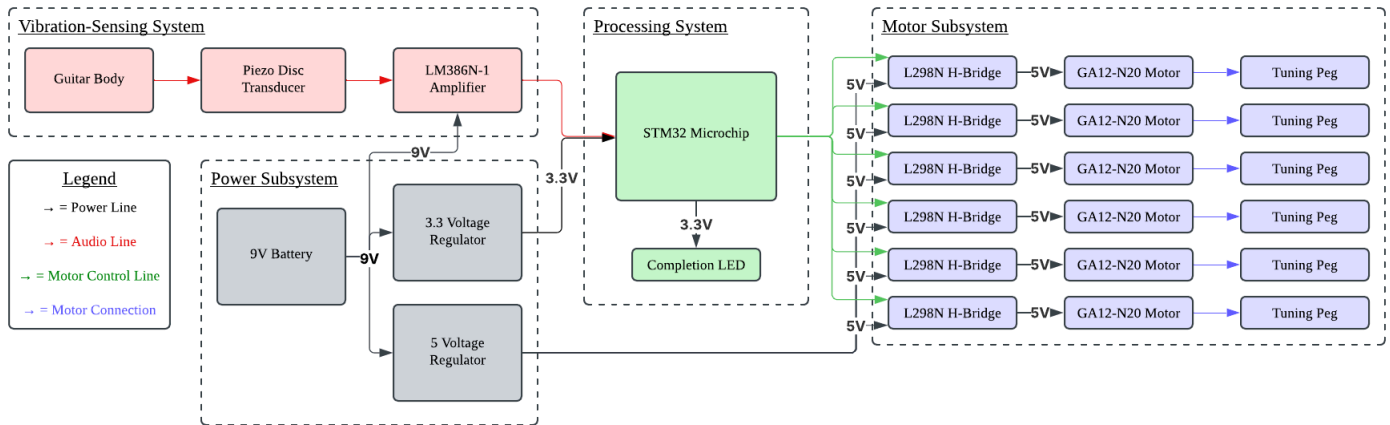 Vibration-Sensing System
Guitar Body
Piezo Disc
Transducer
LM386N-1
Amplifier
9V
Legend
→ = Power Line
→ = Audio Line
→ = Motor Control Line
→ = Motor Connection
Power Subsystem
9V Battery
9V
3.3 Voltage
Regulator
5 Voltage
Regulator
3.3V
Processing System
STM32 Microchip
3.3V
Completion LED
Motor Subsystem
L298N H-Bridge
5V
GA12-N20 Motor
Tuning Peg
5V
L298N H-Bridge
5V
GA12-N20 Motor
Tuning Peg
5V
L298N H-Bridge
5V
GA12-N20 Motor
Tuning Peg
5V
L298N H-Bridge
5V
GA12-N20 Motor
Tuning Peg
5V
L298N H-Bridge
5V
GA12-N20 Motor
Tuning Peg
5V
L298N H-Bridge
5V
GA12-N20 Motor
Tuning Peg
5V